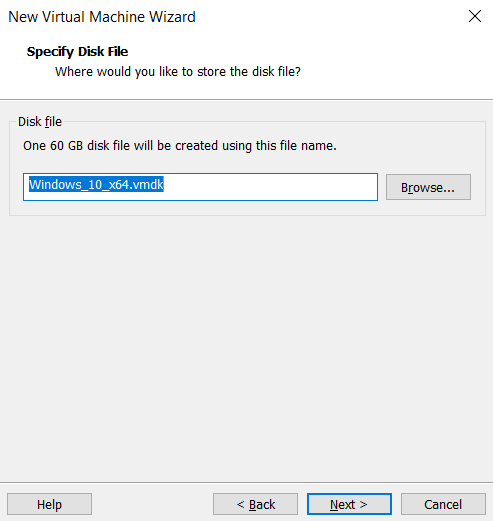 New Virtual Machine Wizard
Specify Disk File
Where would you like to store the disk file?
Disk file
One 60 GB disk file will be created using this file name.
Windows_10_x64.vmdk
Browse...
Help
< Back
Next >
Cancel